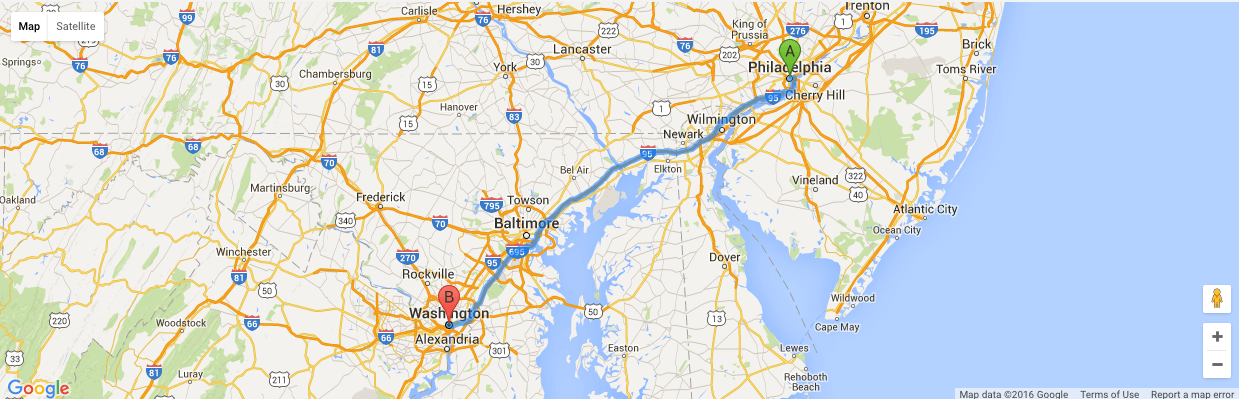 Carlisle
Hershey
Trenton
99
76
222
276
1
195
Map
Satellite
219
King of
Prussia
A
Brick
81
76
Lancaster
76
202
Philadelphia
Springs
76
York
30
Toms River
Chambersburg
30
15
95
Cherry Hill
Hanover
83
1
15
Wilmington
Newark
68
68
70
95
Elkton
Bel Air
Martinsburg
322
Vineland
40
Oakland
Frederick
795
Towson
340
70
Baltimore
Atlantic City
Ocean City
Winchester
270
95
695
Dover
81
Rockville
50
B
Wildwood
Washington
50
13
220
Woodstock
66
66
Alexandria
Cape May
301
Easton
Lewes
33
81
Luray
211
Rehoboth
Beach
Google
Map data ©2016 Google
Terms of Use
Report a map error